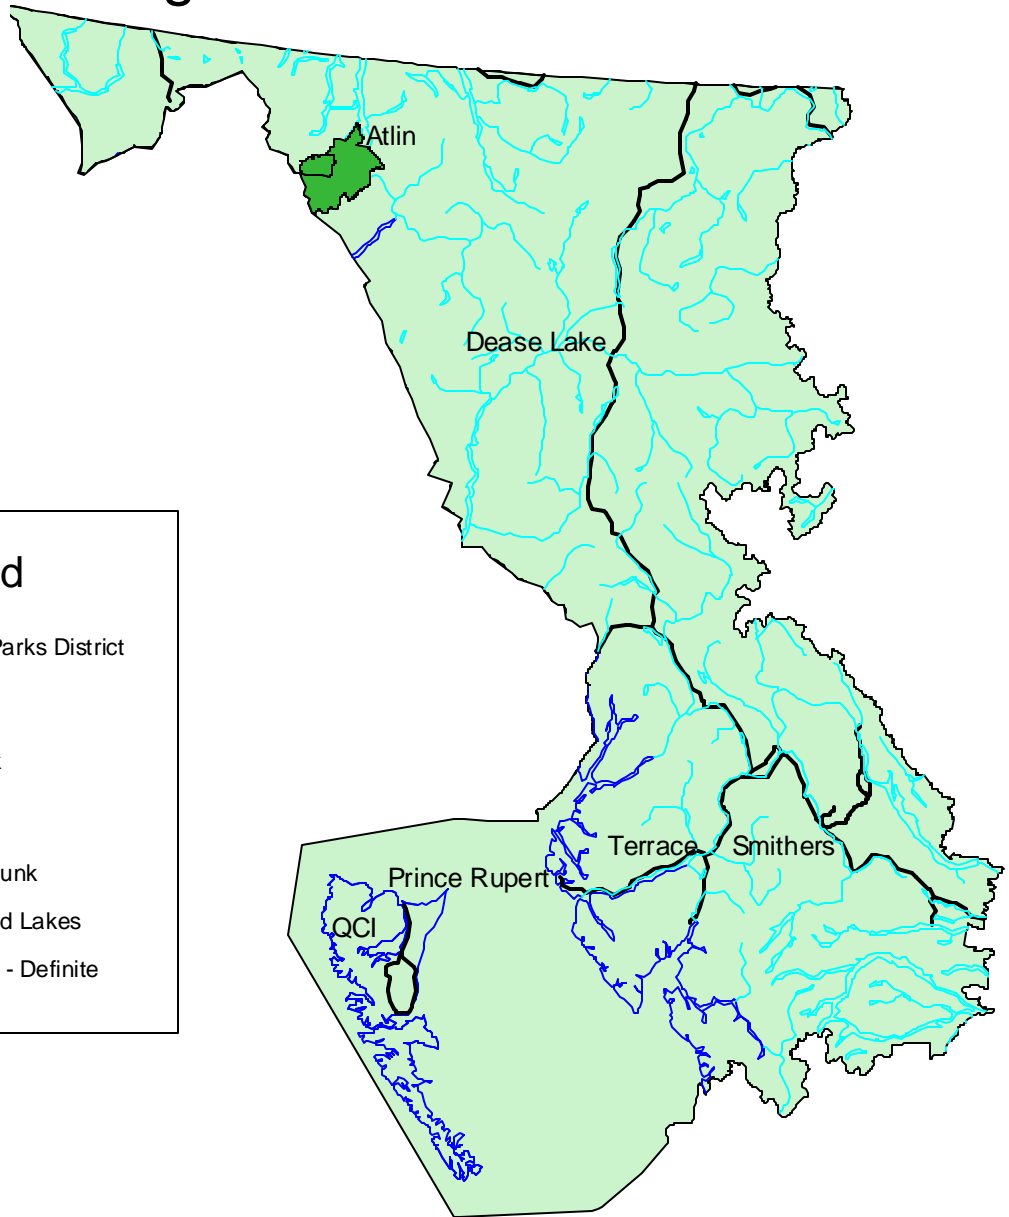 g
Atlin
Dease Lake
d
Parks District
unk
d Lakes
- Definite
Terrace
Smithers
Prince Rupert
QCI